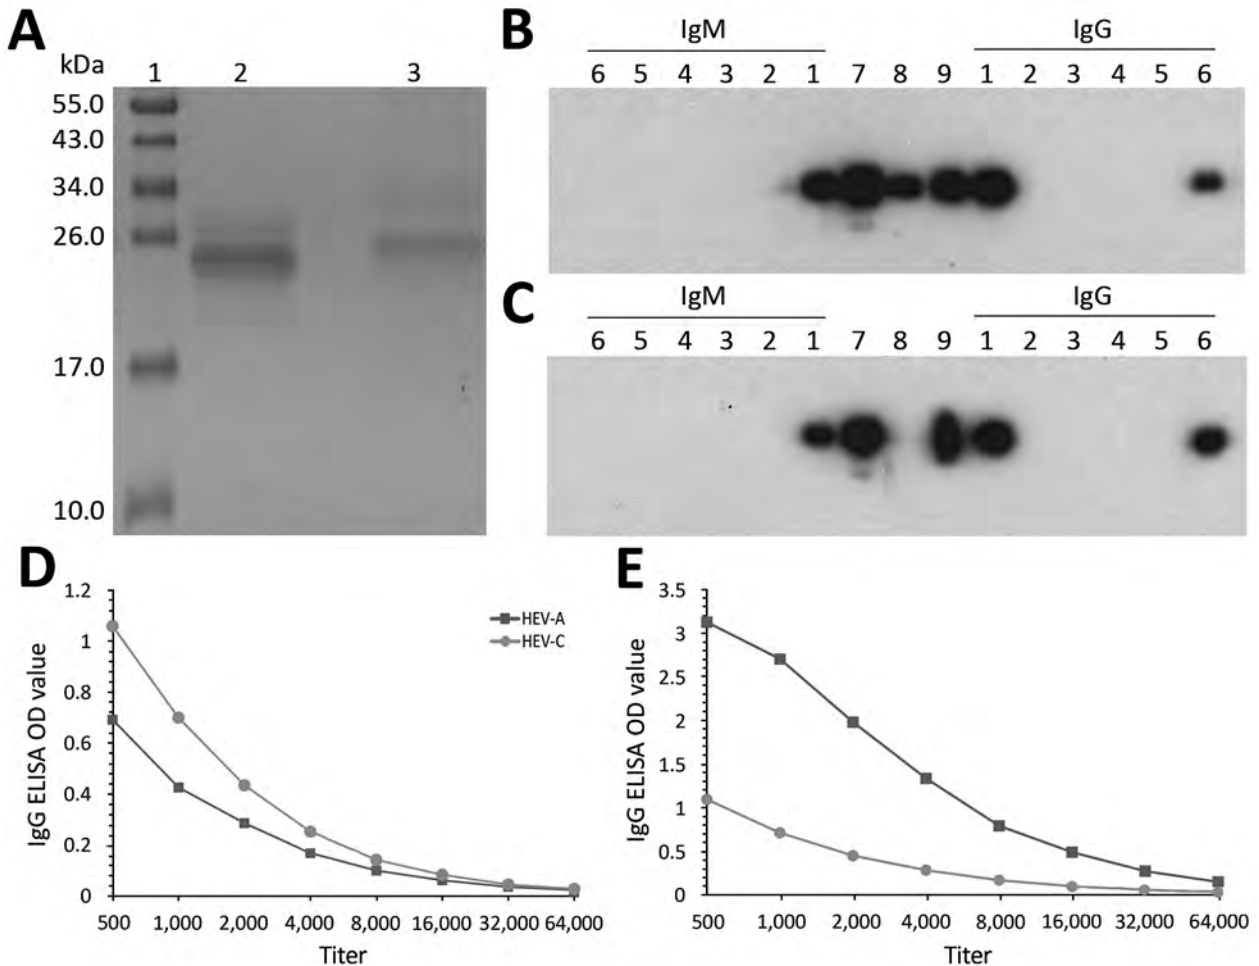 A
kDa
1 2 3
55.0
43.0
34.0
26.0
17.0
10.0
B
IgM IgG
6 5 4 3 2 1 7 8 9 1 2 3 4 5 6
C
IgM IgG
6 5 4 3 2 1 7 8 9 1 2 3 4 5 6
D
IgG ELISA OD value
1.2
1
0.8
0.6
0.4
0.2
0
500 1,000 2,000 4,000 8,000 16,000 32,000 64,000
Titer
HEV-A
HEV-C
E
IgG ELISA OD value
3.5
3
2.5
2
1.5
1
0.5
0
500 1,000 2,000 4,000 8,000 16,000 32,000 64,000
Titer